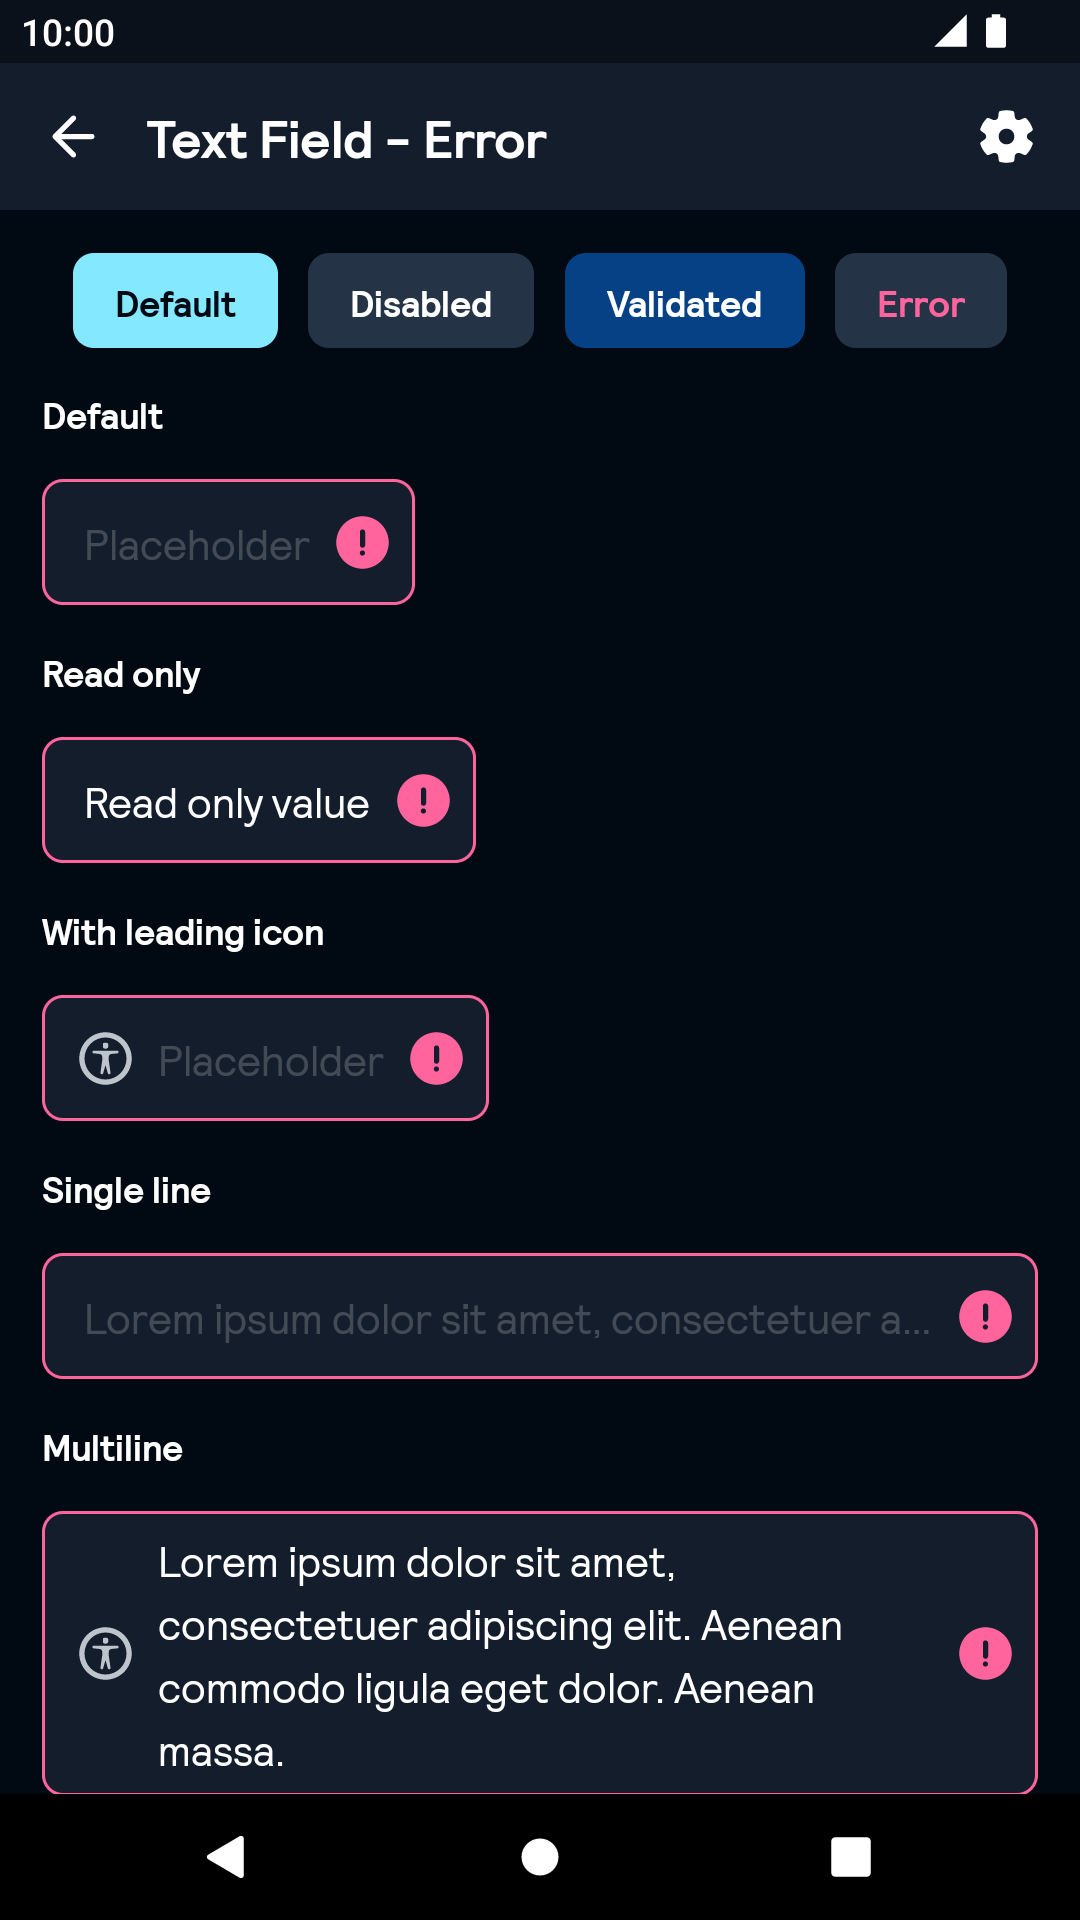 10:00
Text Field - Error
Default
Disabled
Validated
Error
Default
Placeholder
Read only
Read only value
With leading icon
Placeholder
Single line
Lorem ipsum dolor sit amet, consectetuer a...
Multiline
Lorem ipsum dolor sit amet,
consectetuer adipiscing elit. Aenean
commodo ligula eget dolor. Aenean
massa.